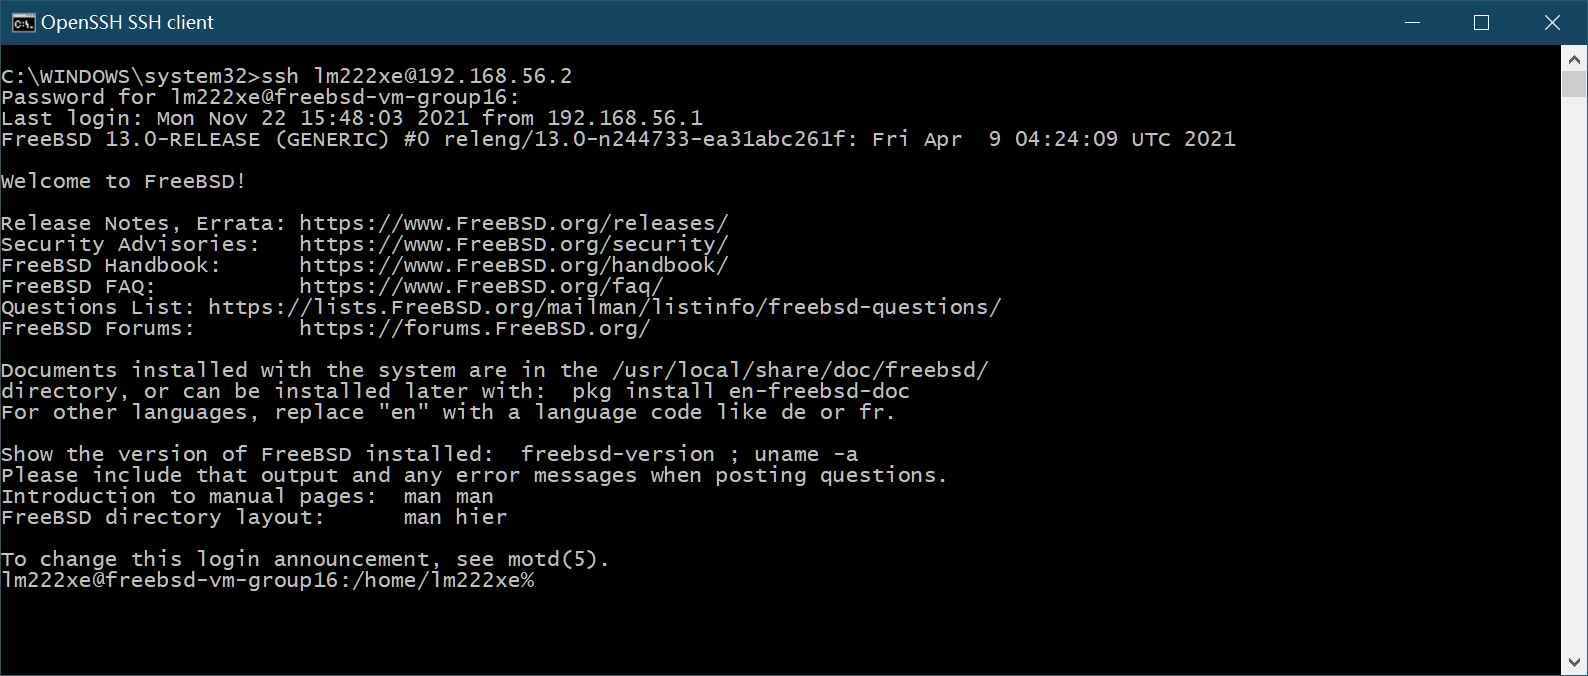 OpenSSH SSH client
C:\WINDOWS\system32>ssh lm222xe@192.168.56.2
Password for lm222xe@freebsd-vm-group16:
Last login: Mon Nov 22 15:48:03 2021 from 192.168.56.1
FreeBSD 13.0-RELEASE (GENERIC) #0 releng/13.0-n244733-ea31abc261f: Fri Apr  9 04:24:09 UTC 2021
Welcome to FreeBSD!
Release Notes, Errata: https://www.FreeBSD.org/releases/
Security Advisories:   https://www.FreeBSD.org/security/
FreeBSD Handbook:      https://www.FreeBSD.org/handbook/
FreeBSD FAQ:           https://www.FreeBSD.org/faq/
Questions List: https://lists.FreeBSD.org/mailman/listinfo/freebsd-questions/
FreeBSD Forums:        https://forums.FreeBSD.org/
Documents installed with the system are in the /usr/local/share/doc/freebsd/
directory, or can be installed later with:  pkg install en-freebsd-doc
For other languages, replace "en" with a language code like de or fr.
Show the version of FreeBSD installed:  freebsd-version ; uname -a
Please include that output and any error messages when posting questions.
Introduction to manual pages:  man man
FreeBSD directory layout:      man hier
To change this login announcement, see motd(5).
lm222xe@freebsd-vm-group16:/home/lm222xe%